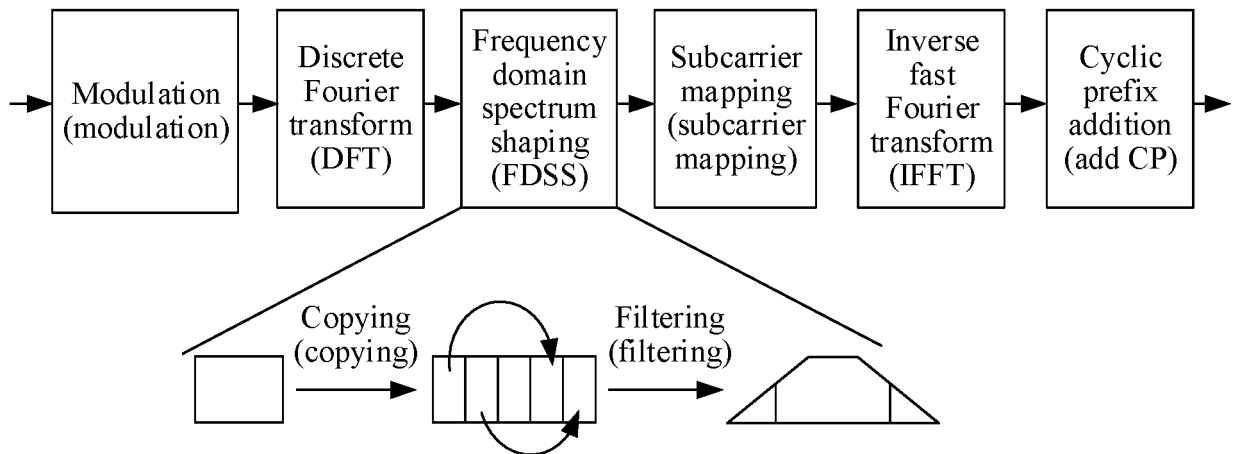 Modulation
(modulation)
Discrete
Fourier
transform
(DFT)
Frequency
domain
spectrum
shaping
(FDSS)
Subcarrier
mapping
(subcarrier
mapping)
Inverse
fast
Fourier
transform
(IFFT)
Cyclic
prefix
addition
(add CP)
Copying
(copying)
Filtering
(filtering)